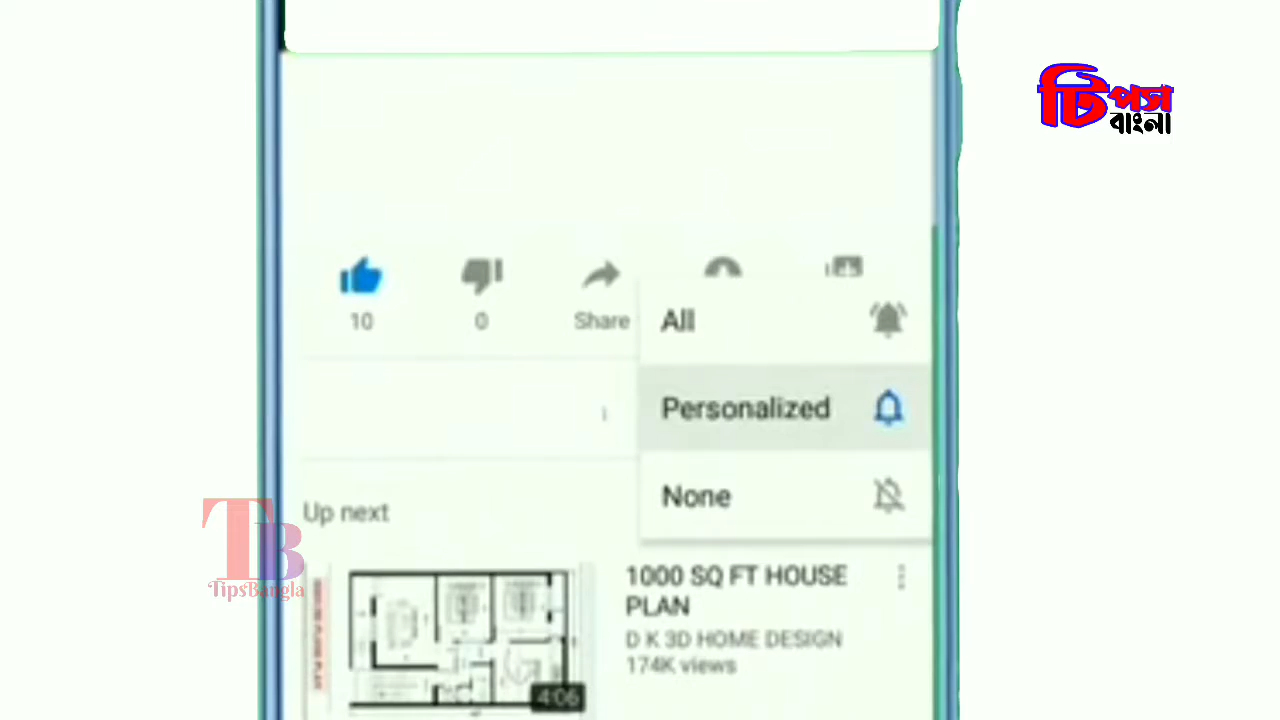 টিপস
বাংলা
10
0
Share
All
Personalized
None
Up next
TB
TipsBangla
1000 SQ FT HOUSE
PLAN
D K 3D HOME DESIGN
174K views
4:06